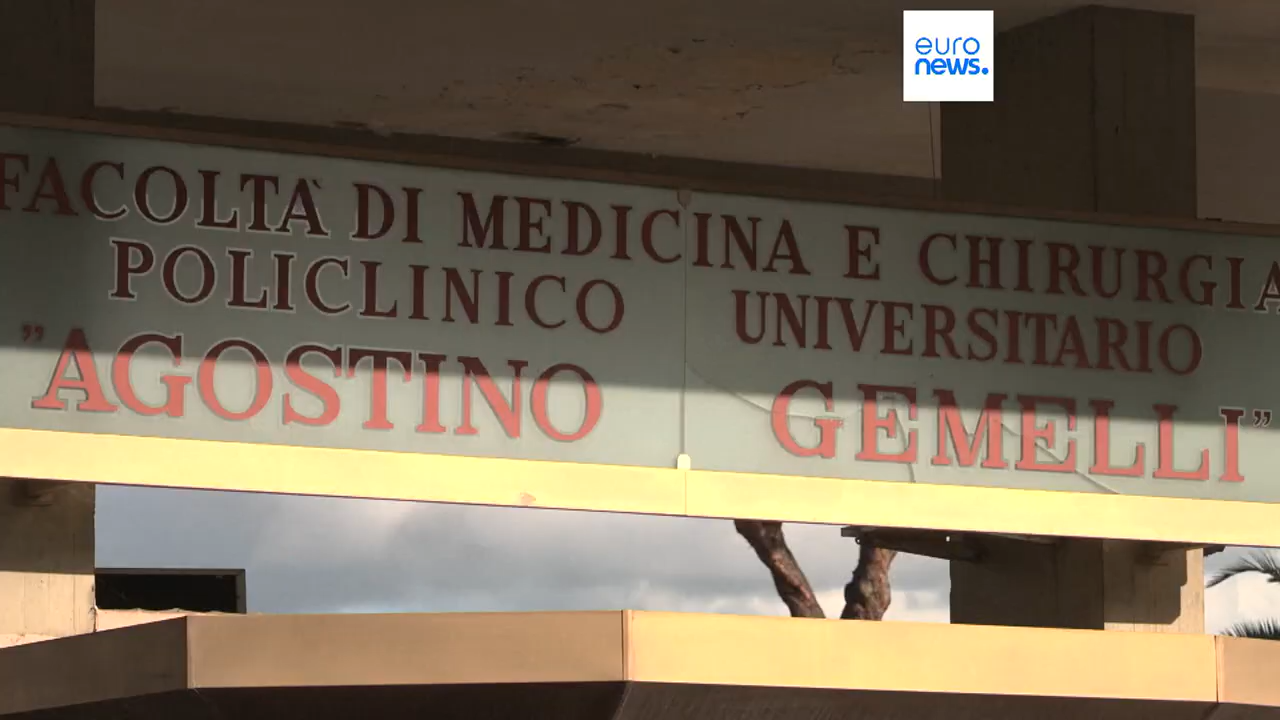 euro
news.
FACOLTÀ DI MEDICINA E CHIRURGIA
POLICLINICO UNIVERSITARIO
"AGOSTINO GEMELLI"